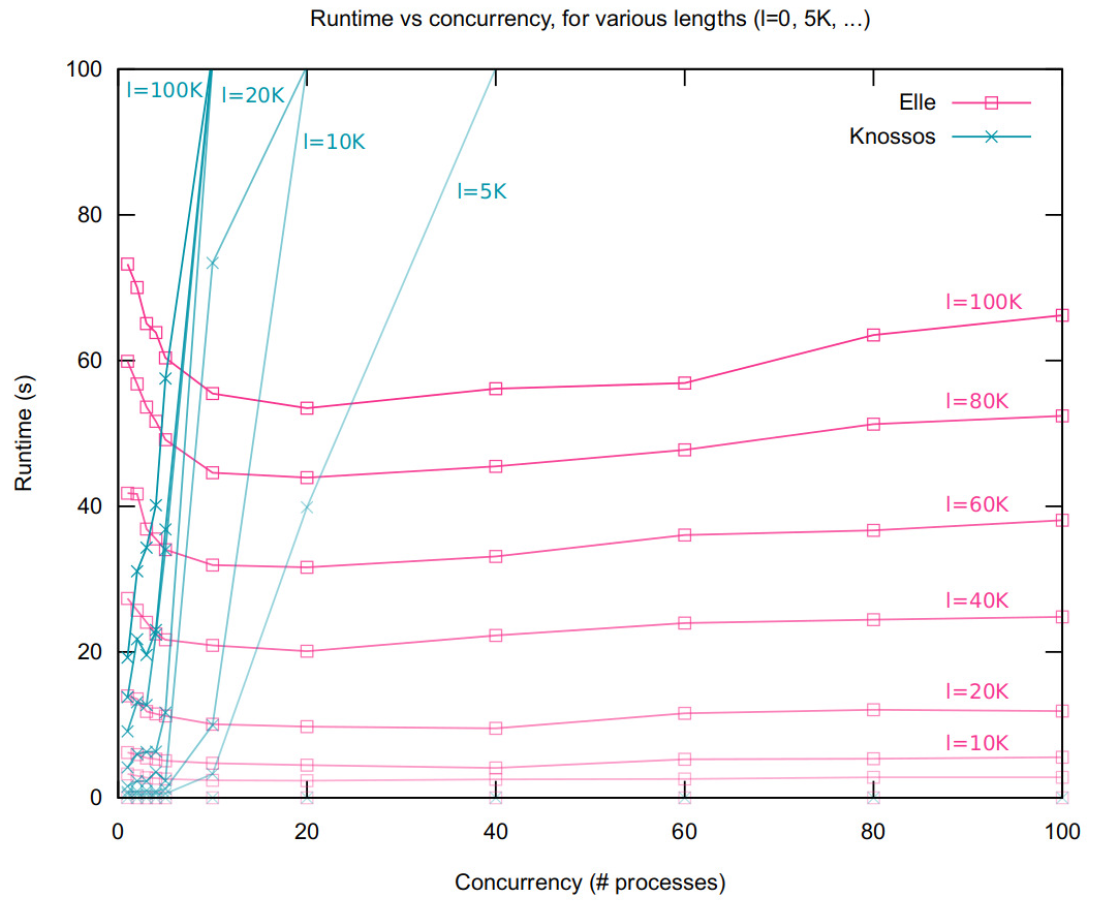 Runtime vs concurrency, for various lengths (l=0, 5K, ...)
100
l=100K
l=20K
Elle
Knossos
l=10K
l=5K
80
l=100K
60
l=80K
Runtime (s)
40
l=60K
l=40K
20
l=20K
l=10K
0
0 20 40 60 80 100
Concurrency (# processes)